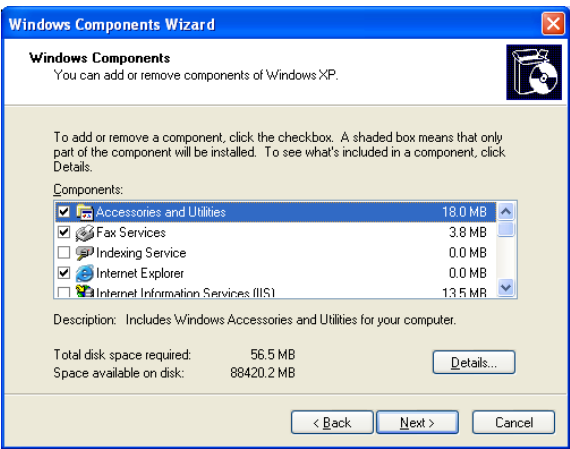 Windows Components Wizard
Windows Components
You can add or remove components of Windows XP.
To add or remove a component, click the checkbox. A shaded box means that only
part of the component will be installed. To see what's included in a component, click
Details.
Components:
Accessories and Utilities 18.0 MB
Fax Services 3.8 MB
Indexing Service 0.0 MB
Internet Explorer 0.0 MB
Internet Information Services (IIS) 13.5 MB
Description: Includes Windows Accessories and Utilities for your computer.
Total disk space required: 56.5 MB
Space available on disk: 88420.2 MB
Details...
< Back
Next >
Cancel